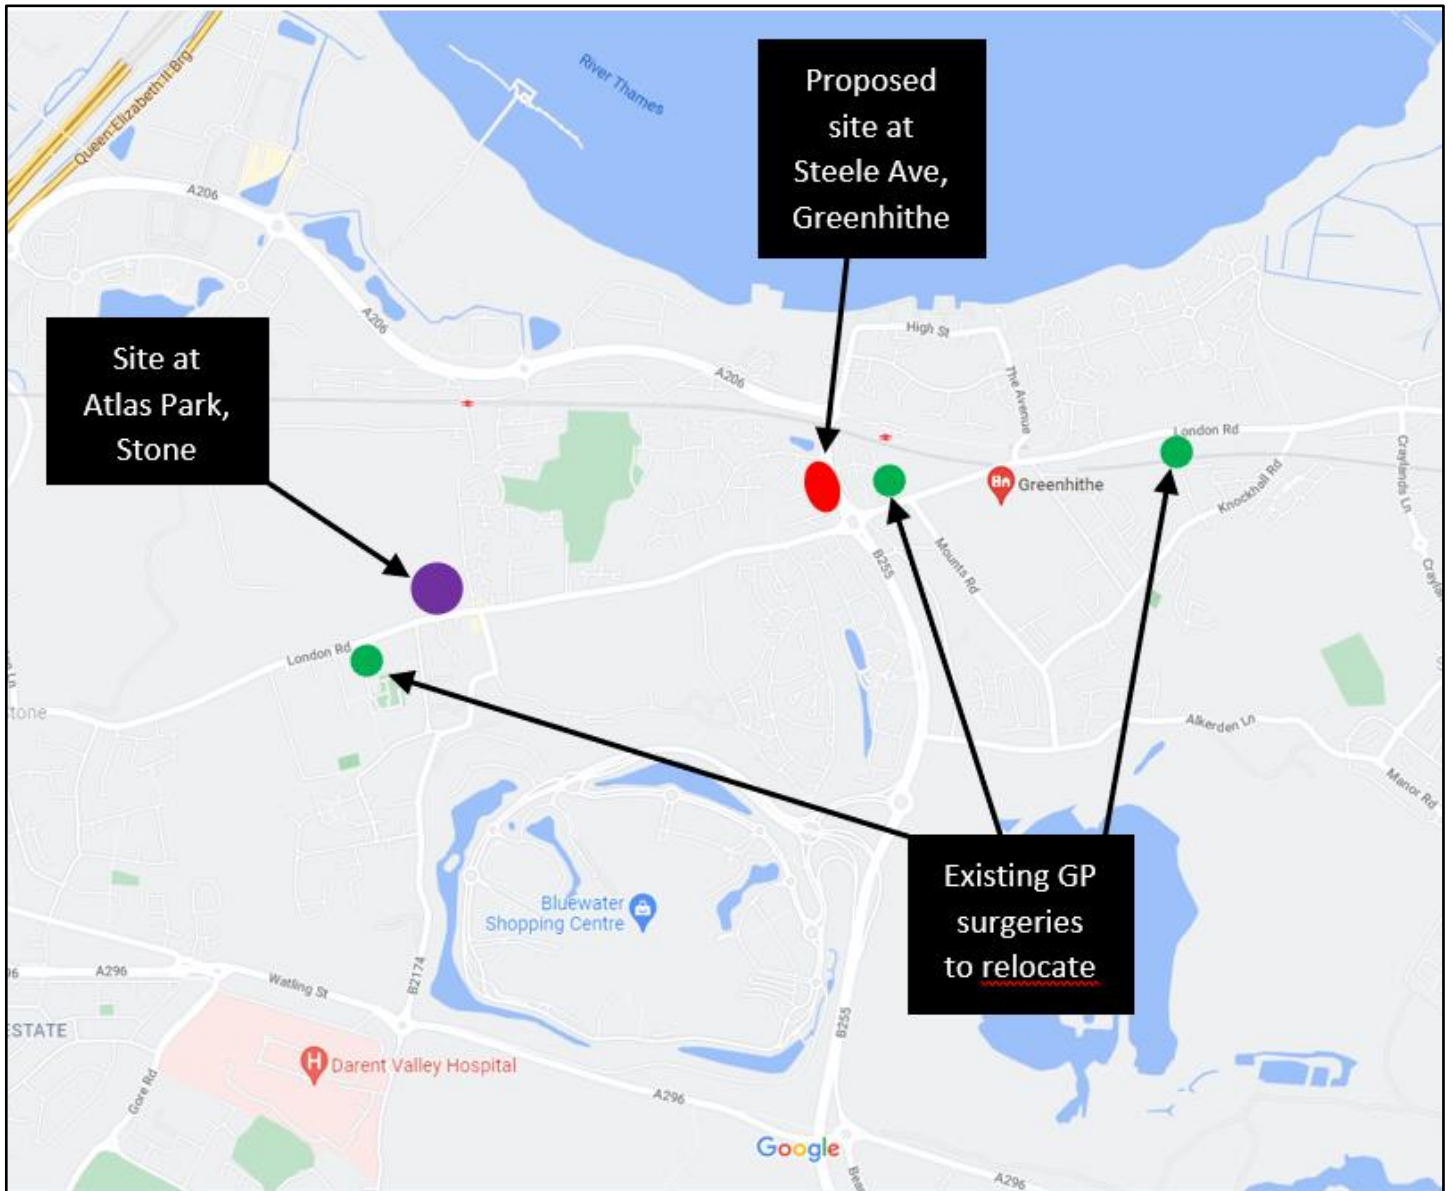 River Thames
Queen Elizabeth II Brg
Proposed
site at
Steele Ave,
Greenhithe
A206
A206
High St
Site at
Atlas Park,
Stone
A206
The Avenue
London Rd
Greenhithe
Knockhall Rd
Craylands Ln
Mounts Rd
B255
London Rd
tone
Alkerden Ln
Manor Rd
Existing GP
surgeries
to relocate
Bluewater
Shopping Centre
A296
Watling St
B2174
B255
ESTATE
H
Darent Valley Hospital
Gore Rd
A296
Google
A296